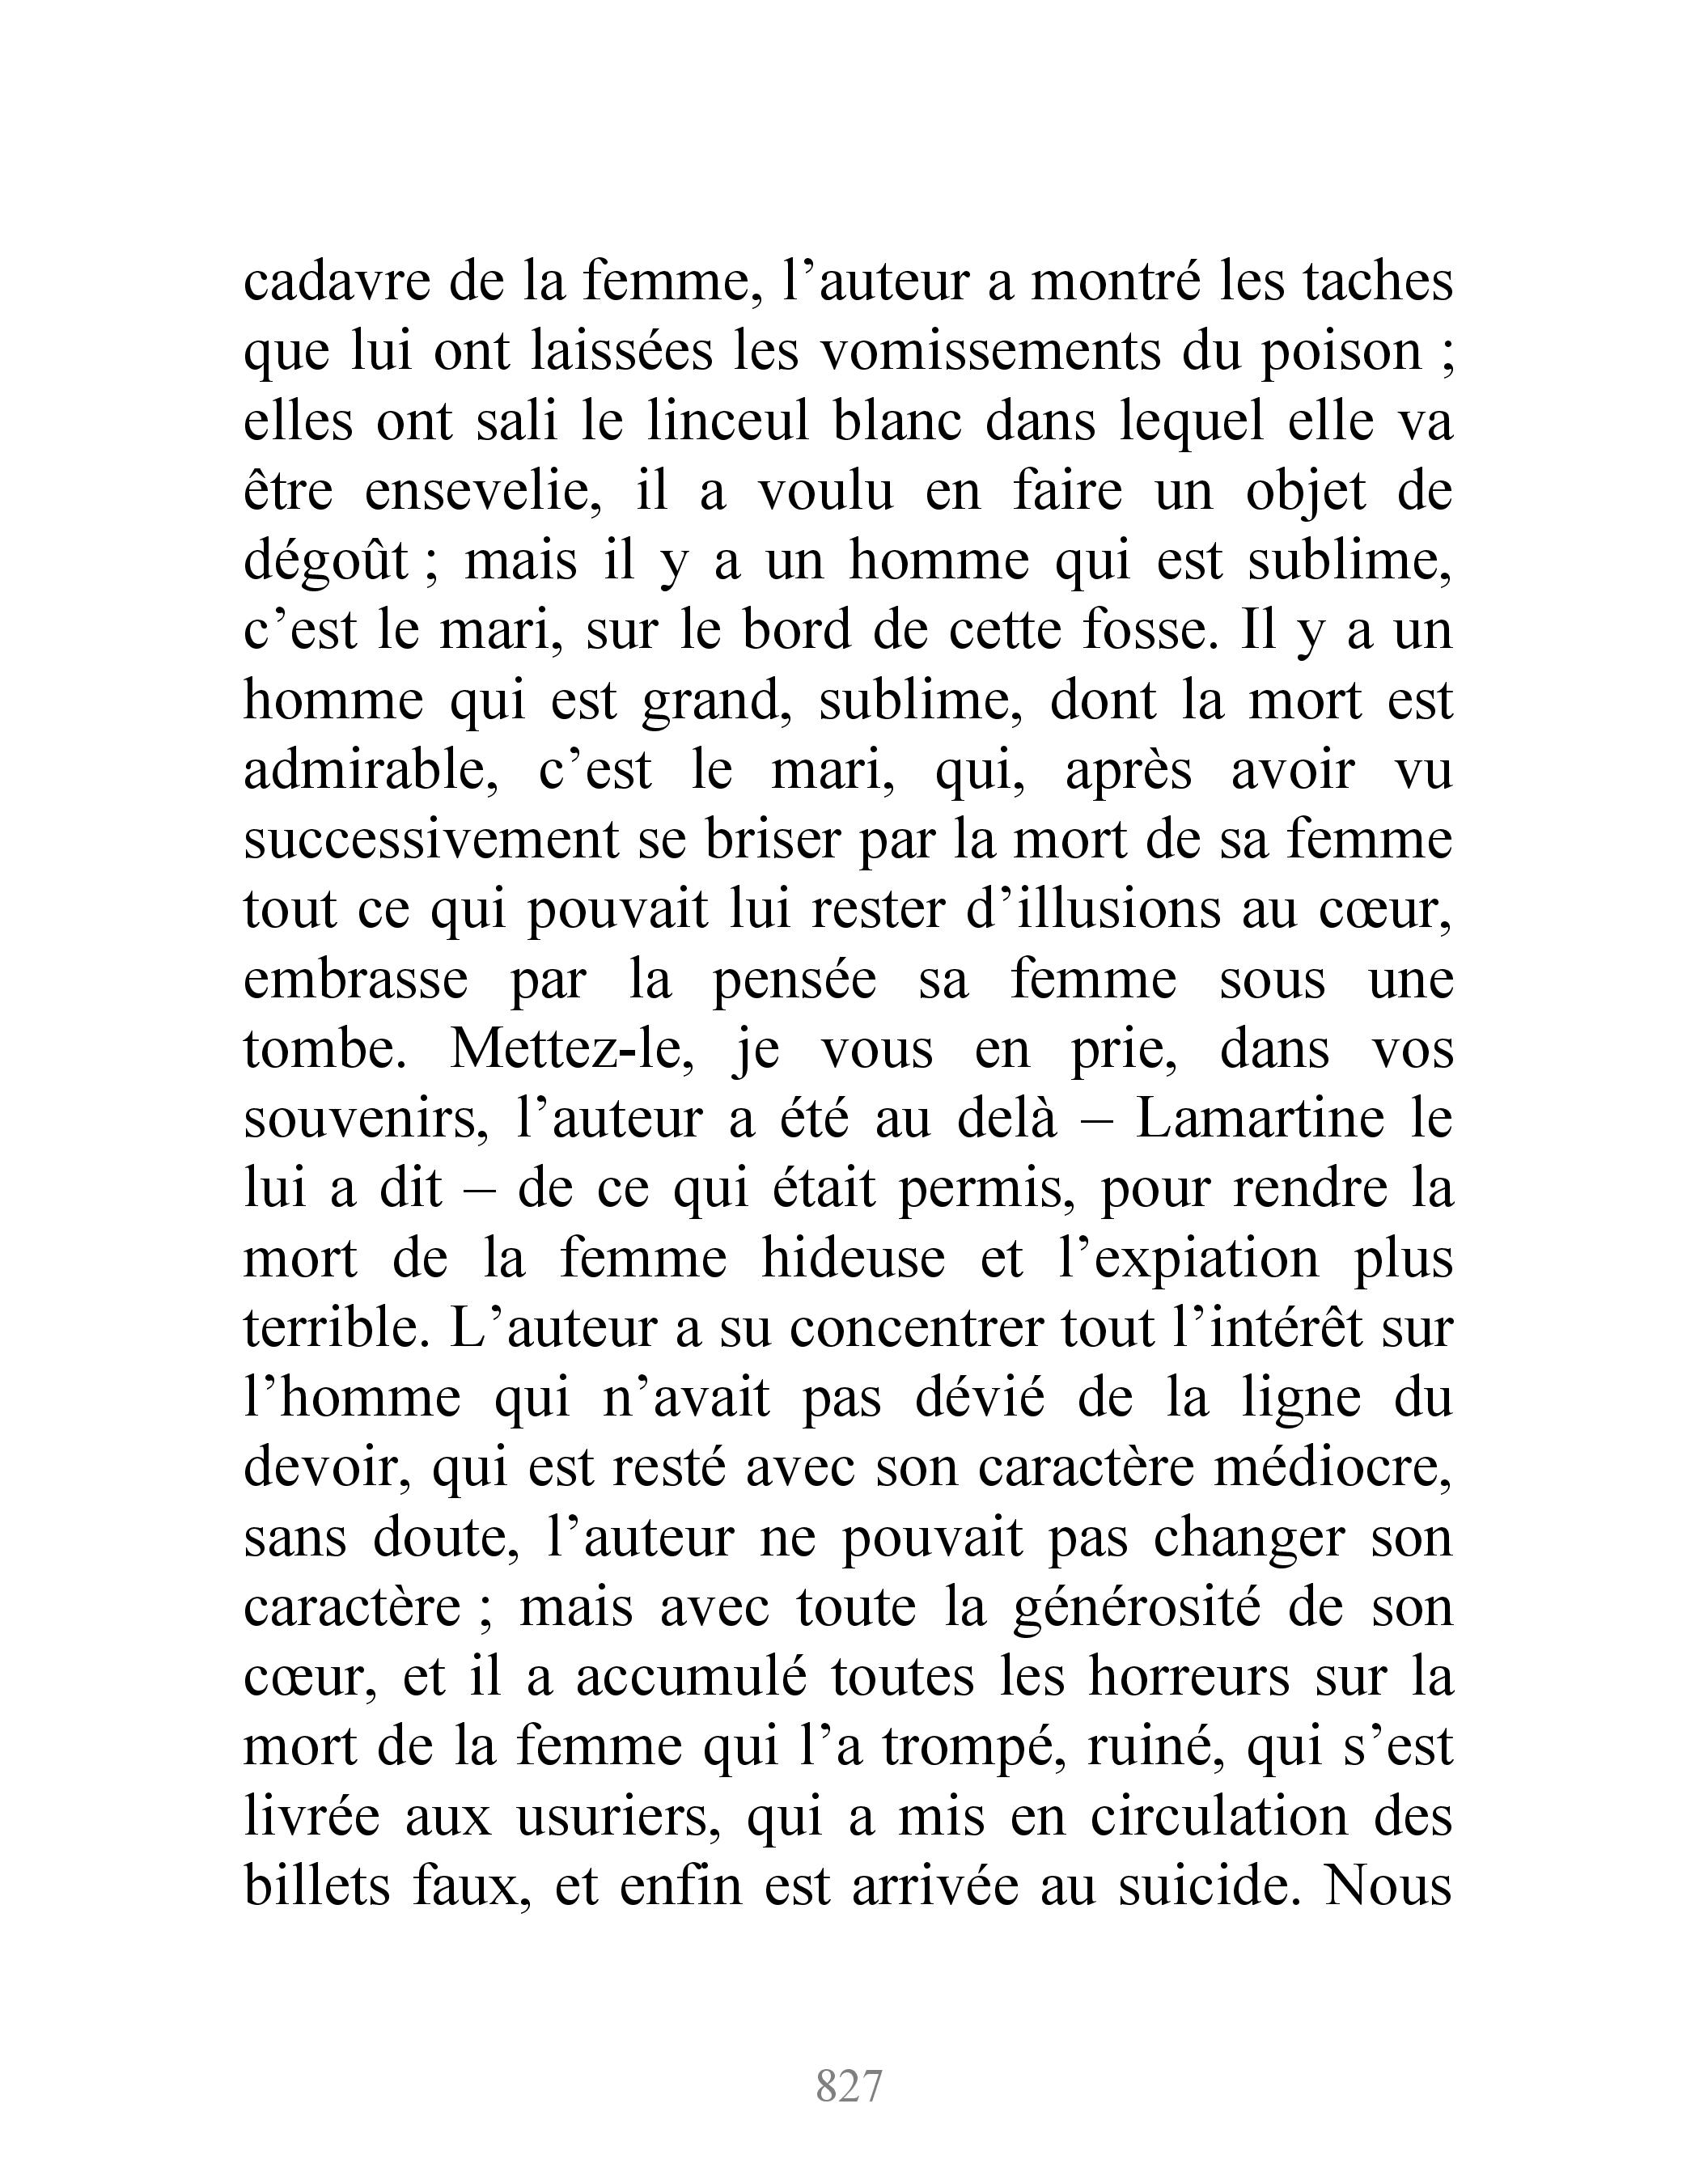 cadavre de la femme, l’auteur a montré les taches
que lui ont laissées les vomissements du poison ;
elles ont sali le linceul blanc dans lequel elle va
être ensevelie, il a voulu en faire un objet de
dégoût ; mais il y a un homme qui est sublime,
c’est le mari, sur le bord de cette fosse. Il y a un
homme qui est grand, sublime, dont la mort est
admirable, c’est le mari, qui, après avoir vu
successivement se briser par la mort de sa femme
tout ce qui pouvait lui rester d’illusions au cœur,
embrasse par la pensée sa femme sous une
tombe. Mettez-le, je vous en prie, dans vos
souvenirs, l’auteur a été au delà – Lamartine le
lui a dit – de ce qui était permis, pour rendre la
mort de la femme hideuse et l’expiation plus
terrible. L’auteur a su concentrer tout l’intérêt sur
l’homme qui n’avait pas dévié de la ligne du
devoir, qui est resté avec son caractère médiocre,
sans doute, l’auteur ne pouvait pas changer son
caractère ; mais avec toute la générosité de son
cœur, et il a accumulé toutes les horreurs sur la
mort de la femme qui l’a trompé, ruiné, qui s’est
livrée aux usuriers, qui a mis en circulation des
billets faux, et enfin est arrivée au suicide. Nous
827